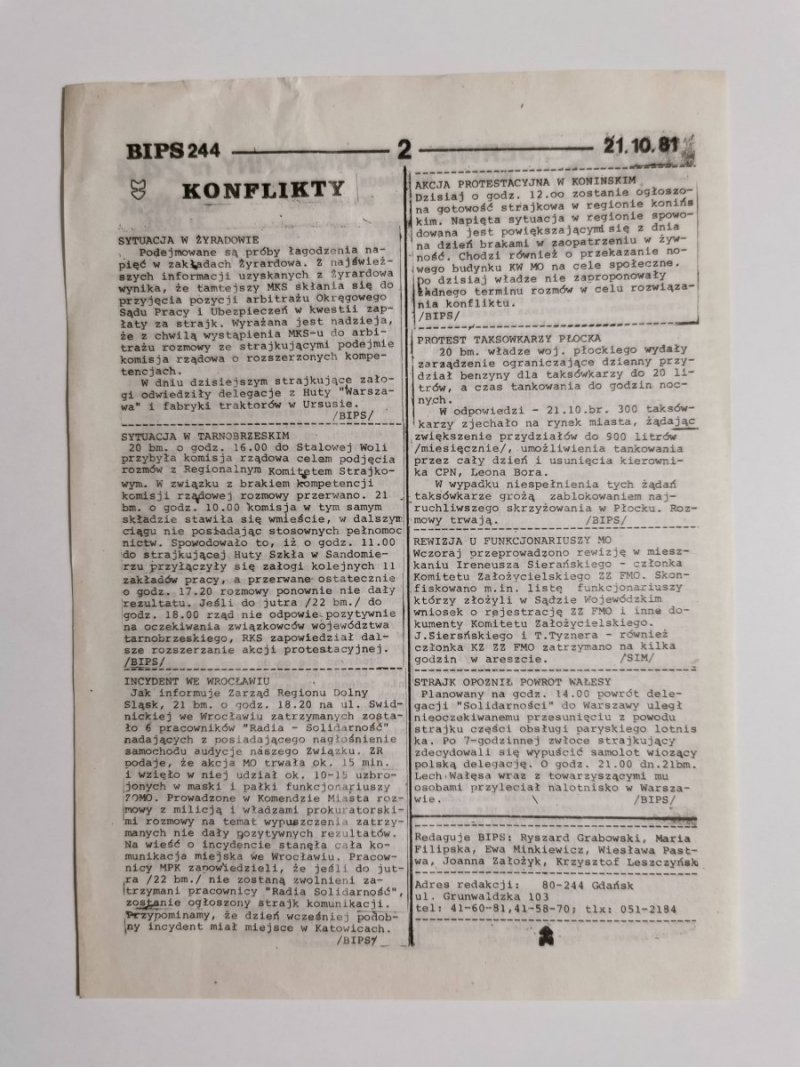 BIPS 244 2 21.10.81
KONFLIKTY
SYTUACJA W ŻYRADOWIE
Podejmowane są próby łagodzenia na-
pięć w zakładach Żyrardowa. Z najśwież-
szych informacji uzyskanych z Żyrardowa
wynika, że tamtejszy MKS skłania się do
przyjęcia pozycji arbitrażu Okręgowego
Sądu Pracy i Ubezpieczeń w kwestii zap-
łaty za strajk. Wyrażana jest nadzieja,
że z chwilą wystąpienia MKS-u do arbi-
trażu rozmowy ze strajkującymi podejmie
komisja rządowa o rozszerzonych kompe-
tencjach.
W dniu dzisiejszym strajkujące zało-
gi odwiedziły delegacje z Huty "Warsza-
wa" i fabryki traktorów w Ursusie.
/BIPS/
SYTUACJA W TARNOBRZESKIM
20 bm. o godz. 16.00 do Stalowej Woli
przybyła komisja rządowa celem podjęcia
rozmów z Regionalnym Komitetem Strajko-
wym. W związku z brakiem kompetencji
komisji rządowej rozmowy przerwano. 21
bm. o godz. 10.00 komisja w tym samym
składzie stawiła się wmieście, w dalszym
ciągu nie posiadając stosownych pełnomoc
nictw. Spowodowało to, iż o godz. 11.00
do strajkującej Huty Szkła w Sandomie-
rzu przyłączyły się załogi kolejnych 11
zakładów pracy, a przerwane ostatecznie
o godz. 17.20 rozmowy ponownie nie dały
rezultatu. Jeśli do jutra /22 bm./ do
godz. 18.00 rząd nie odpowie pozytywnie
na oczekiwania związkowców województwa
tarnobrzeskiego, RKS zapowiedział dal-
sze rozszerzanie akcji protestacyjnej.
/BIPS/
INCYDENT WE WROCŁAWIU
Jak informuje Zarząd Regionu Dolny
Śląsk, 21 bm. o godz. 18.20 na ul. Swid-
nickiej we Wrocławiu zatrzymanych zosta-
ło 6 pracowników "Radia - Solidarność"
nadających z posiadającego nagłośnienie
samochodu audycje naszego Związku. ZR
podaje, że akcja MO trwała ok. 15 min.
i wzięło w niej udział ok. 10-15 uzbro-
jonych w maski i pałki funkcjonariuszy
ZOMO. Prowadzone w Komendzie Miasta roz-
mowy z milicją i władzami prokuratorski-
mi rozmowy na temat wypuszczenia zatrzy-
manych nie dały pozytywnych rezultatów.
Na wieść o incydencie stanęła cała ko-
munikacja miejska we Wrocławiu. Pracow-
nicy MPK zapowiedzieli, że jeśli do jut-
ra /22 bm./ nie zostaną zwolnieni za-
trzymani pracownicy "Radia Solidarność",
zostanie ogłoszony strajk komunikacji.
Przypominamy, że dzień wcześniej podob-
ny incydent miał miejsce w Katowicach.
/BIPS/
AKCJA PROTESTACYJNA W KONINSKIM
Dzisiaj o godz. 12.oo zostanie ogłoszo-
na gotowość strajkowa w regionie konińs
kim. Napięta sytuacja w regionie spowo-
dowana jest powiększającymi się z dnia
na dzień brakami w zaopatrzeniu w żyw-
ność. Chodzi również o przekazanie no-
wego budynku KW MO na cele społeczne.
Do dzisiaj władze nie zaproponowały
żadnego terminu rozmów w celu rozwiąza-
nia konfliktu.
/BIPS/
PROTEST TAKSOWKARZY PŁOCKA
20 bm. władze woj. płockiego wydały
zarządzenie ograniczające dzienny przy-
dział benzyny dla taksówkarzy do 20 li-
trów, a czas tankowania do godzin noc-
nych.
W odpowiedzi - 21.10.br. 300 taksów-
karzy zjechało na rynek miasta, żądając
zwiększenie przydziałów do 900 litrów
/miesięcznie/, umożliwienia tankowania
przez cały dzień i usunięcia kierowni-
ka CPN, Leona Bora.
W wypadku niespełnienia tych żądań
taksówkarze grożą zablokowaniem naj-
ruchliwszego skrzyżowania w Płocku. Roz-
mowy trwają. /BIPS/
REWIZJA U FUNKCJONARIUSZY MO
Wczoraj przeprowadzono rewizję w miesz-
kaniu Ireneusza Sierańskiego - członka
Komitetu Założycielskiego ZZ FMO. Skon-
fiskowano m.in. listę funkcjonariuszy
którzy złożyli w Sądzie Wojewódzkim
wniosek o rejestrację ZZ FMO i inne do-
kumenty Komitetu Założycielskiego.
J.Siersńskiego i T.Tyznera - również
członka KZ ZZ FMO zatrzymano na kilka
godzin w areszcie. /SIM/
STRAJK OPOZNIŁ POWROT WAŁESY
Planowany na godz. 14.00 powrót dele-
gacji "Solidarności" do Warszawy uległ
nieoczekiwanemu przesunięciu z powodu
strajku części obsługi paryskiego lotnis
ka. Po 7-godzinnej zwłoce strajkujący
zdecydowali się wypuścić samolot wiozący
polską delegację. O godz. 21.00 dn.21bm.
Lech Wałęsa wraz z towarzyszącymi mu
osobami przyleciał nalotnisko w Warsza-
wie. \ /BIPS/
Redaguje BIPS: Ryszard Grabowski, Maria
Filipska, Ewa Minkiewicz, Wiesława Past-
wa, Joanna Założyk, Krzysztof Leszczyńsk
Adres redakcji: 80-244 Gdańsk
ul. Grunwaldzka 103
tel: 41-60-81,41-58-70; tlx: 051-2184